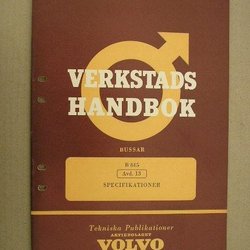 VERKSTADS
HANDBOK
BUSSAR
B 615
Avd. 13
SPECIFIKATIONER
Tekniska Publikationer
AKTIEBOLAGET
VOLVO